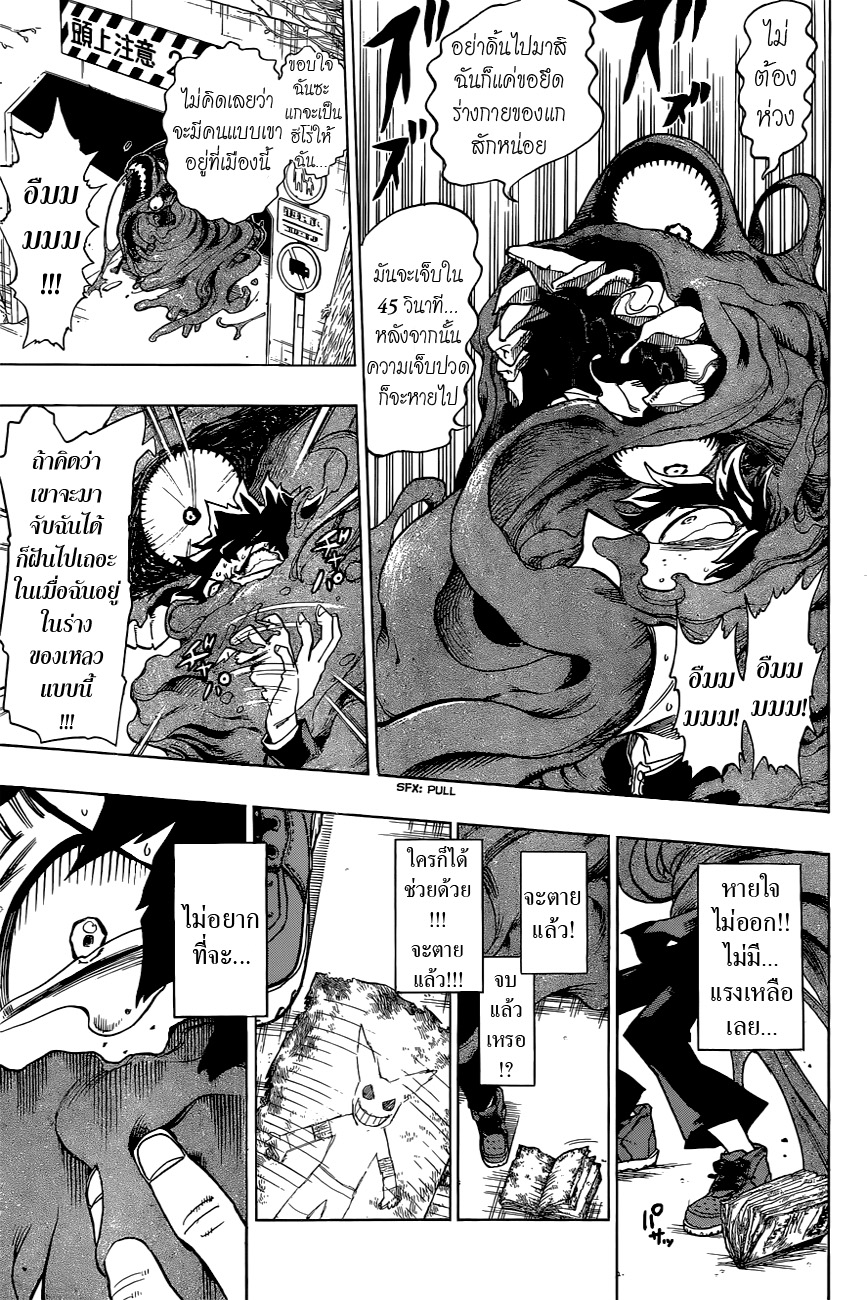 ไม่
ต้อง
ห่วง
อย่าดิ้นไปมาสิ
ฉันก็แค่ขอยึด
ร่างกายของแก
สักหน่อย
มันจะเจ็บใน
45 วินาที...
หลังจากนั้น
ความเจ็บปวด
ก็จะหายไป
อืมม
มมม!
อืมม
มมม!
SFX: PULL
頭上注意
ขอบใจ
ฉันซะ
แกจะเป็น
ฮีโร่ให้
ฉัน...
ไม่คิดเลยว่า
จะมีคนแบบเขา
อยู่ที่เมืองนี้
อืมม
มมม
!!!
ถ้าคิดว่า
เขาจะมา
จับฉันได้
ก็ฝันไปเถอะ
ในเมื่อฉันอยู่
ในร่าง
ของเหลว
แบบนี้
!!!
หายใจ
ไม่ออก!!
ไม่มี...
แรงเหลือ
เลย...
จะตาย
แล้ว!
จบ
แล้ว
เหรอ
!?
ใครก็ได้
ช่วยด้วย
!!!
จะตาย
แล้ว!!!
ไม่อยาก
ที่จะ...